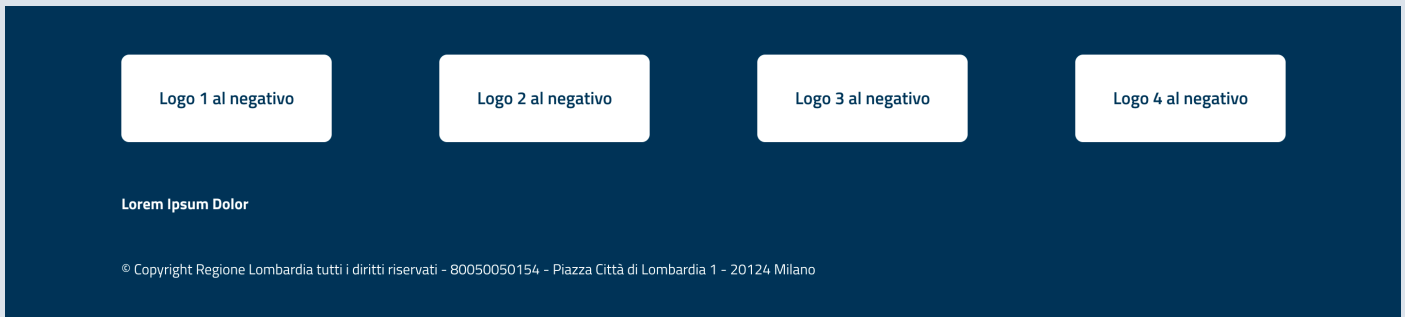 Logo 1 al negativo
Logo 2 al negativo
Logo 3 al negativo
Logo 4 al negativo
Lorem Ipsum Dolor
© Copyright Regione Lombardia tutti i diritti riservati - 80050050154 - Piazza Città di Lombardia 1 - 20124 Milano